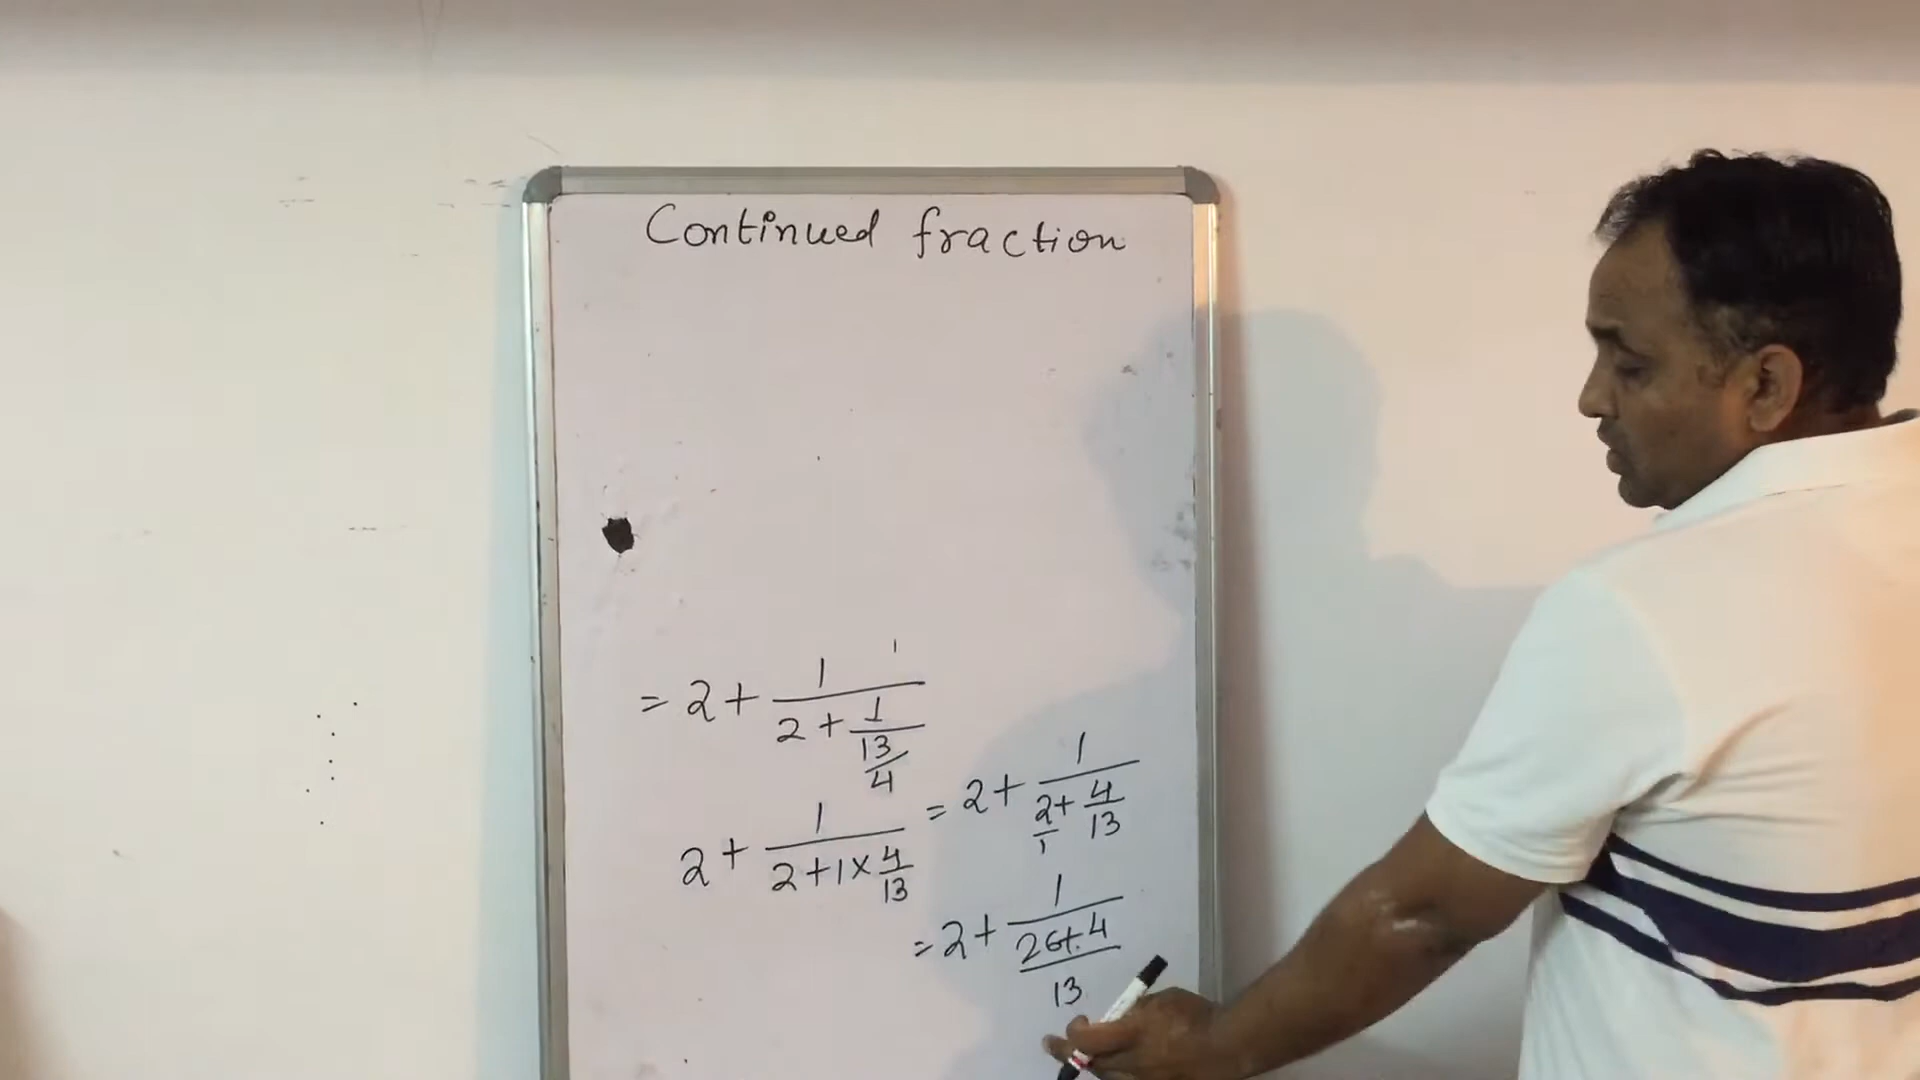 Continued fraction
= 2 + 1/(2 + 1/(13/4))
2 + 1/(2 + 1 × 4/13)
= 2 + 1/(2/1 + 4/13)
= 2 + 1/((26 + 4)/13)